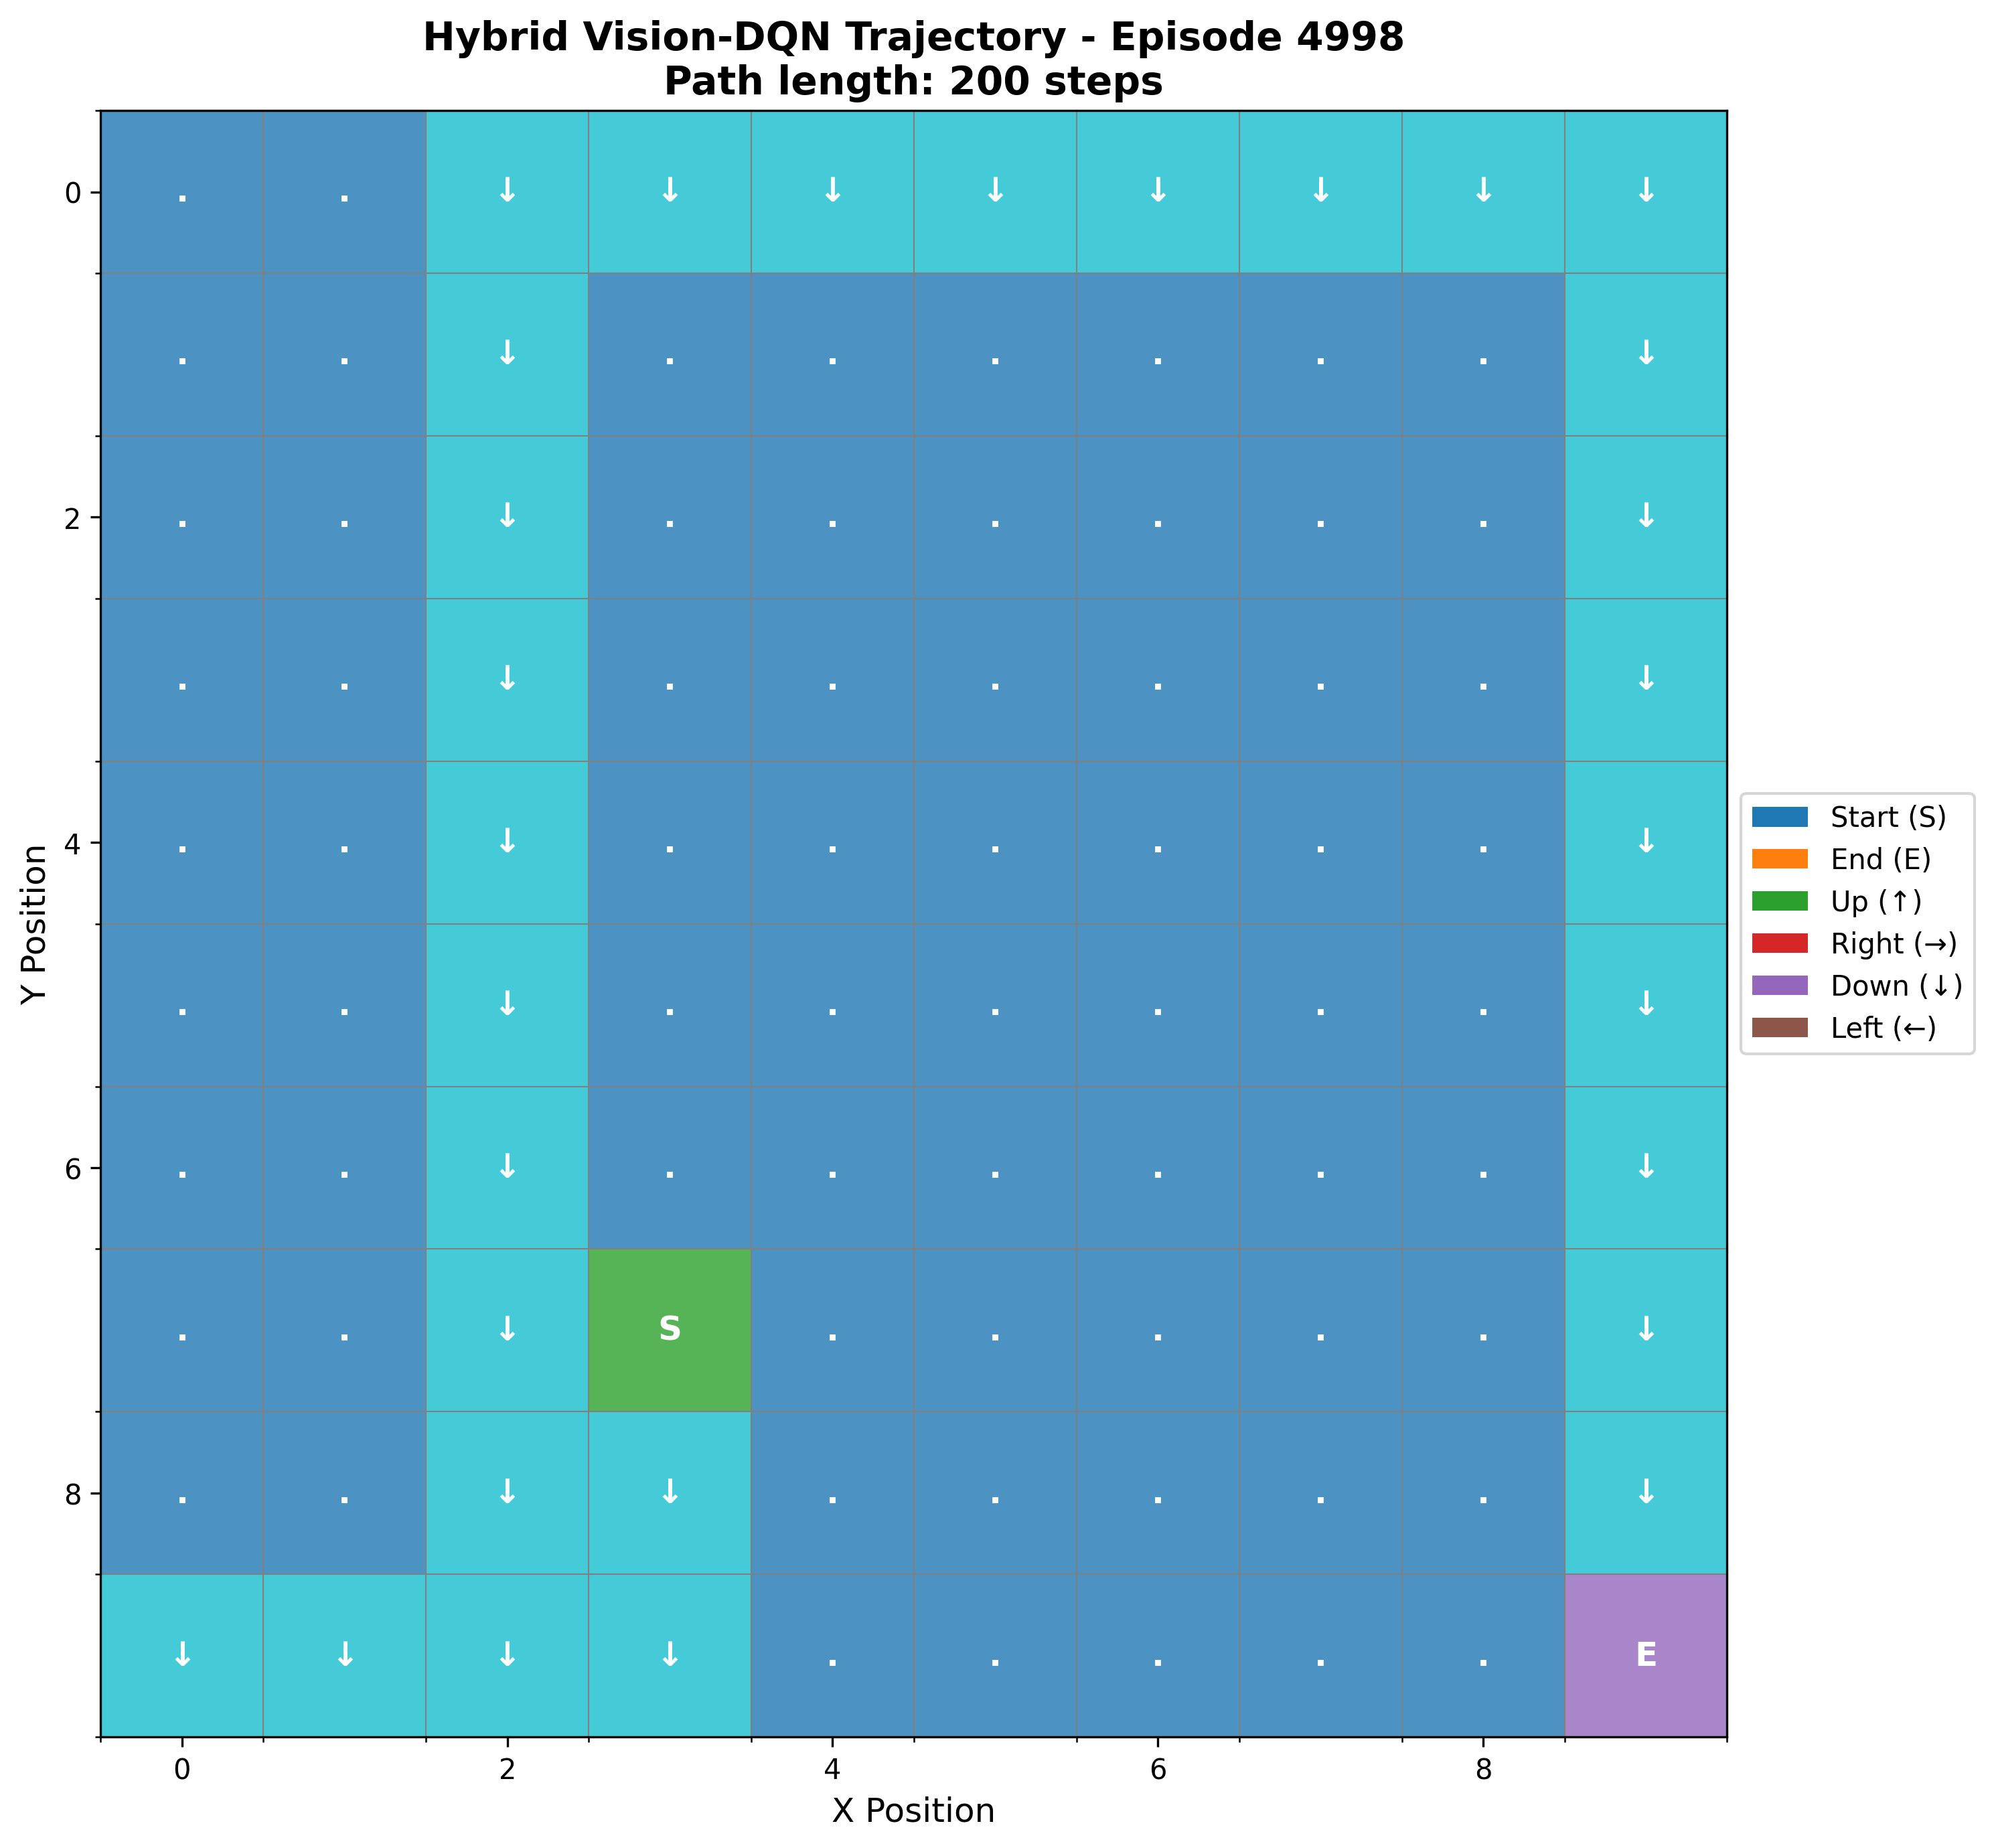 Hybrid Vision-DQN Trajectory - Episode 4998
Path length: 200 steps
0 . . ↓ ↓ ↓ ↓ ↓ ↓ ↓ ↓
. . ↓ . . . . . . ↓
2 . . ↓ . . . . . . ↓
. . ↓ . . . . . . ↓
4 . . ↓ . . . . . . ↓
. . ↓ . . . . . . ↓
6 . . ↓ . . . . . . ↓
. . ↓ S . . . . . ↓
8 . . ↓ ↓ . . . . . ↓
↓ ↓ ↓ ↓ . . . . . E
0 2 4 6 8
X Position
Y Position
Start (S)
End (E)
Up (↑)
Right (→)
Down (↓)
Left (←)